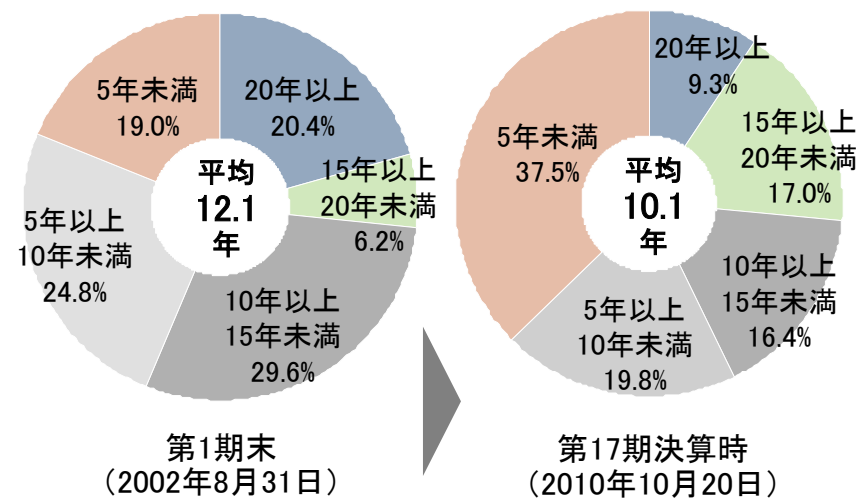 20年以上
20.4%
15年以上
20年未満
6.2%
10年以上
15年未満
29.6%
5年以上
10年未満
24.8%
5年未満
19.0%
平均
12.1
年
第1期末
（2002年8月31日）
20年以上
9.3%
15年以上
20年未満
17.0%
10年以上
15年未満
16.4%
5年以上
10年未満
19.8%
5年未満
37.5%
平均
10.1
年
第17期決算時
（2010年10月20日）